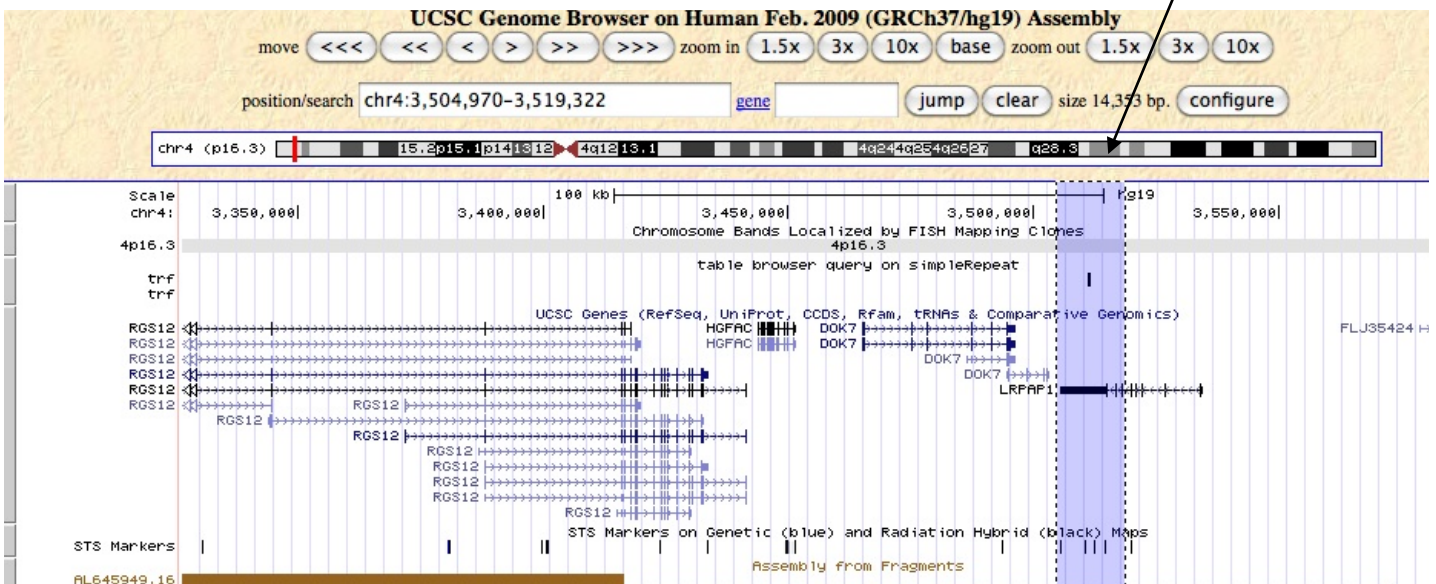 UCSC Genome Browser on Human Feb. 2009 (GRCh37/hg19) Assembly
move <<< << < > >> >>> zoom in 1.5x 3x 10x base zoom out 1.5x 3x 10x
position/search chr4:3,504,970-3,519,322 gene jump clear size 14,353 bp. configure
chr4 (p16.3) 15.2 p15.1 p14 13 12 4q12 13.1 4q24 4q25 4q26 27 q28.3
Scale 100 kb hg19
chr4: 3,350,000 3,400,000 3,450,000 3,500,000 3,550,000
Chromosome Bands Localized by FISH Mapping Clones
4p16.3 4p16.3
table browser query on simpleRepeat
trf
trf
UCSC Genes (RefSeq, UniProt, CCDS, Rfam, tRNAs & Comparative Genomics)
RGS12 HGFAC DOK7 FLJ35424
RGS12 HGFAC DOK7
RGS12 DOK7
RGS12 DOK7
RGS12 LRPAP1
RGS12 RGS12
RGS12
RGS12
RGS12
RGS12
RGS12
RGS12
RGS12
STS Markers on Genetic (blue) and Radiation Hybrid (black) Maps
STS Markers
Assembly from Fragments
AL645949.16